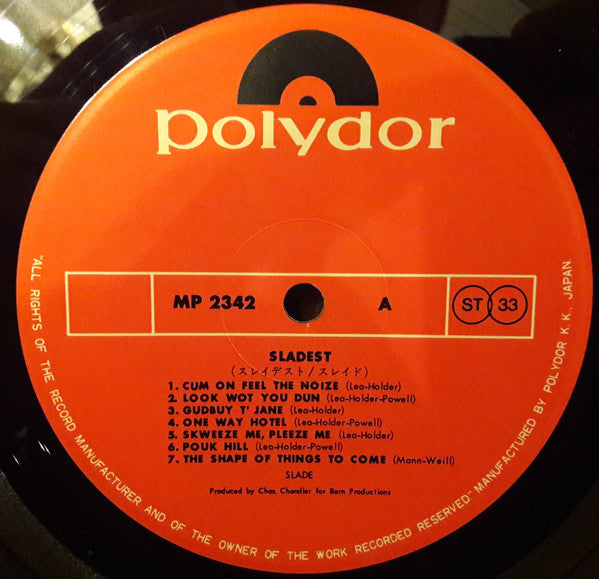 polydor
MP 2342 A ST 33
SLADEST
(スレイデスト/スレイド)
1. CUM ON FEEL THE NOIZE (Lea-Holder)
2. LOOK WOT YOU DUN (Lea-Holder-Powell)
3. GUDBUY T' JANE (Lea-Holder)
4. ONE WAY HOTEL (Lea-Holder-Powell)
5. SKWEEZE ME, PLEEZE ME (Lea-Holder)
6. POUK HILL (Lea-Holder-Powell)
7. THE SHAPE OF THINGS TO COME (Mann-Weill)
SLADE
Produced by Chas. Chandler for Barn Productions
"ALL RIGHTS OF THE RECORD MANUFACTURER AND OF THE OWNER OF THE WORK RECORDED RESERVED" MANUFACTURED BY POLYDOR K.K., JAPAN